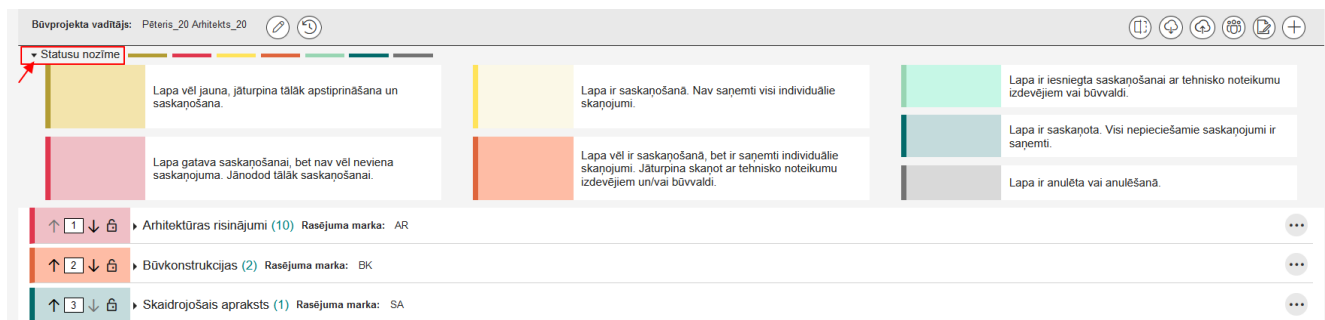 Būvprojekta vadītājs: Pēteris_20 Arhitekts_20
Statusu nozīme
Lapa vēl jauna, jāturpina tālāk apstiprināšana un
saskaņošana.
Lapa gatava saskaņošanai, bet nav vēl neviena
saskaņojuma. Jānodod tālāk saskaņošanai.
Lapa ir saskaņošanā. Nav saņemti visi individuālie
skaņojumi.
Lapa vēl ir saskaņošanā, bet ir saņemti individuālie
skaņojumi. Jāturpina skaņot ar tehnisko noteikumu
izdevējiem un/vai būvvaldi.
Lapa ir iesniegta saskaņošanai ar tehnisko noteikumu
izdevējiem vai būvvaldi.
Lapa ir saskaņota. Visi nepieciešamie saskaņojumi ir
saņemti.
Lapa ir anulēta vai anulēšanā.
1 Arhitektūras risinājumi (10) Rasējuma marka: AR
2 Būvkonstrukcijas (2) Rasējuma marka: BK
3 Skaidrojošais apraksts (1) Rasējuma marka: SA